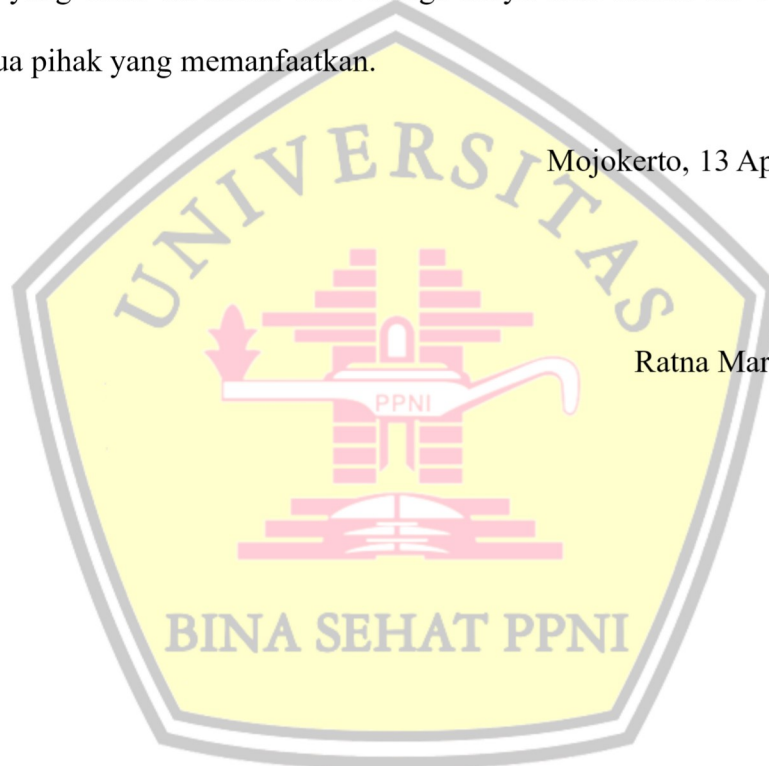 ua pihak yang memanfaatkan.
Mojokerto, 13 Ap
Ratna Mar
UNIVERSITAS
PPNI
BINA SEHAT PPNI